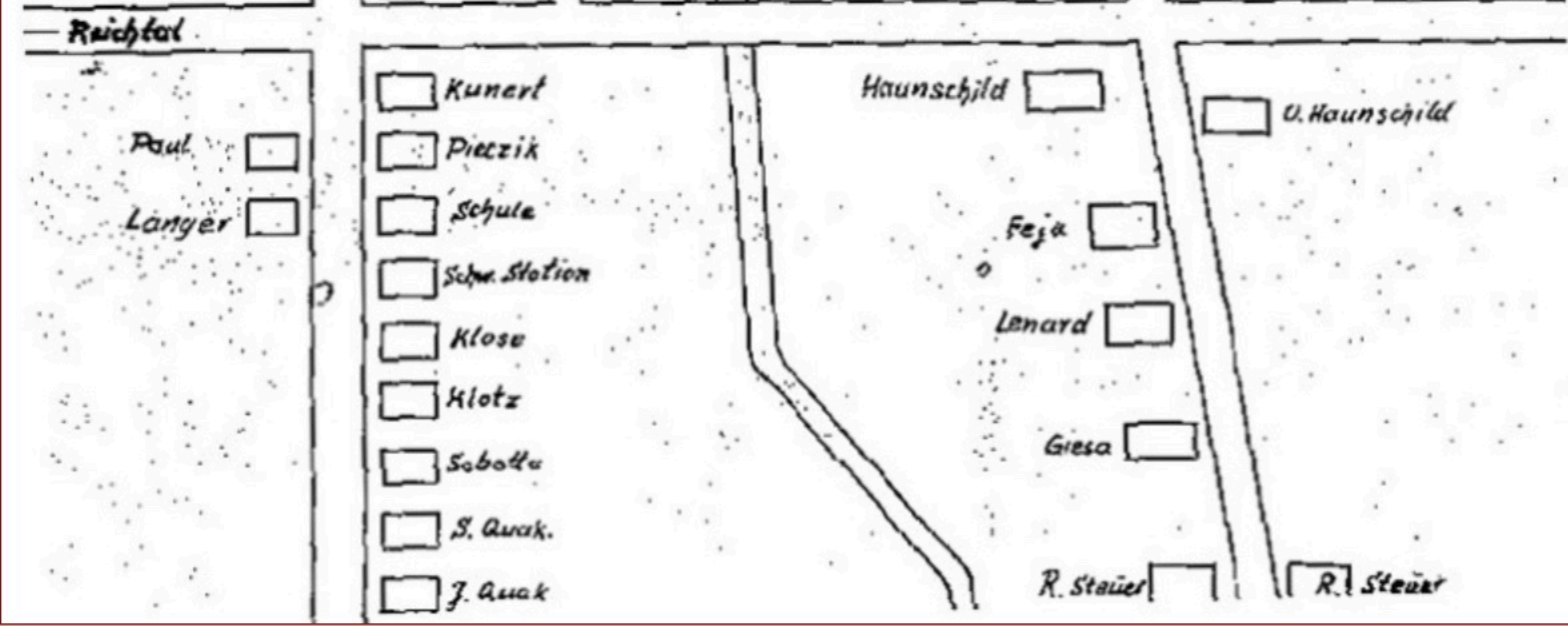 Reichtal
Kunert
Haunschild
U. Haunschild
Paul
Pieczik
Langer
Schule
Feja
Schw. Station
Lenard
Klose
Klotz
Giesa
Sobotta
S. Quak.
J. Quak
R. Steuer
R. Steuer